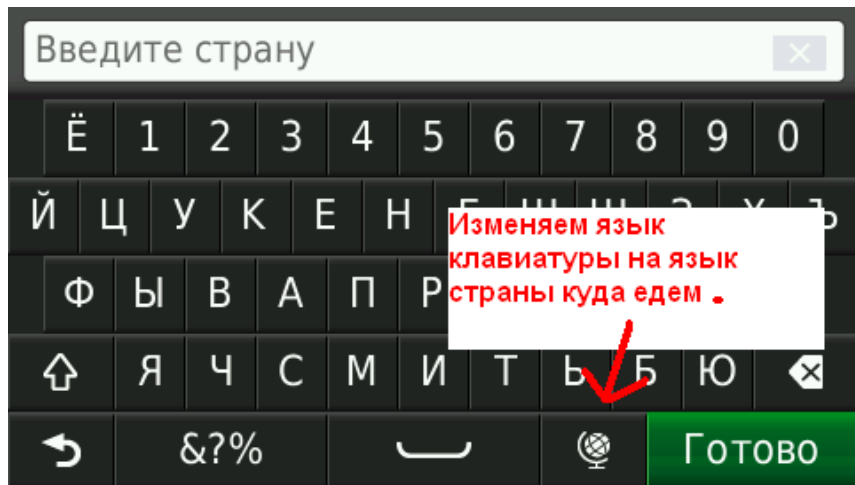 Введите страну
Ё 1 2 3 4 5 6 7 8 9 0
Й Ц У К Е Н Г Ш Щ З Х Ъ
Изменяем язык
клавиатуры на язык
страны куда едем .
Ф Ы В А П Р
Я Ч С М И Т Ь Б Ю
&?% Готово